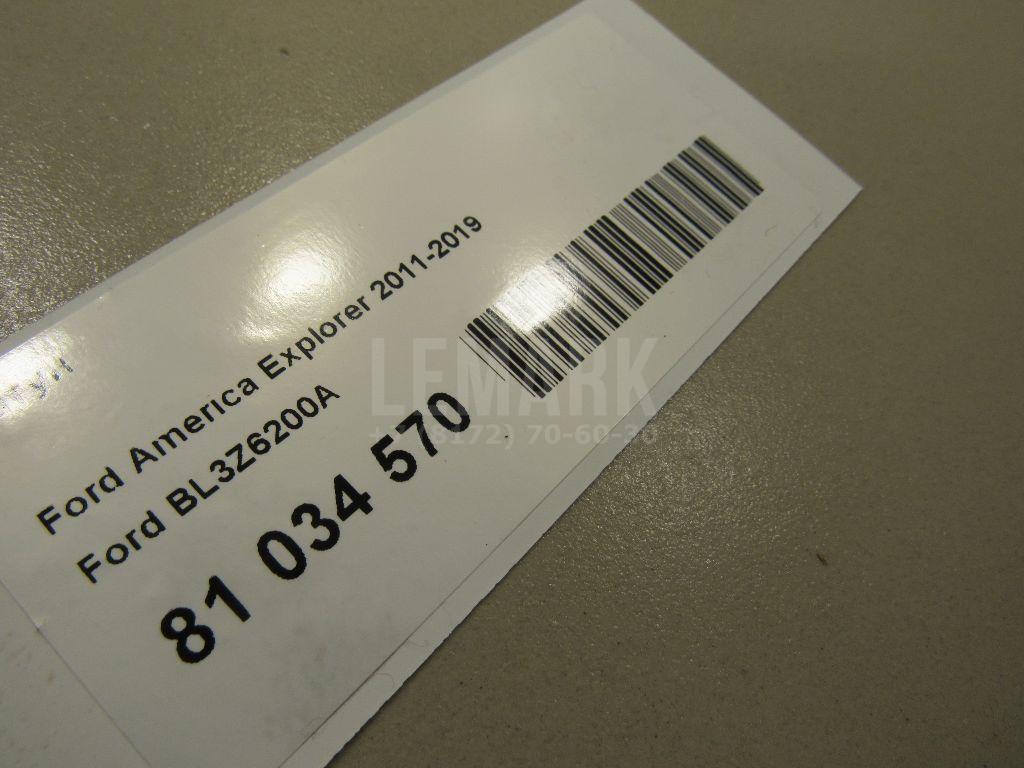 Ford America Explorer 2011-2019
Ford BL3Z6200A
81 034 570
LEMARK